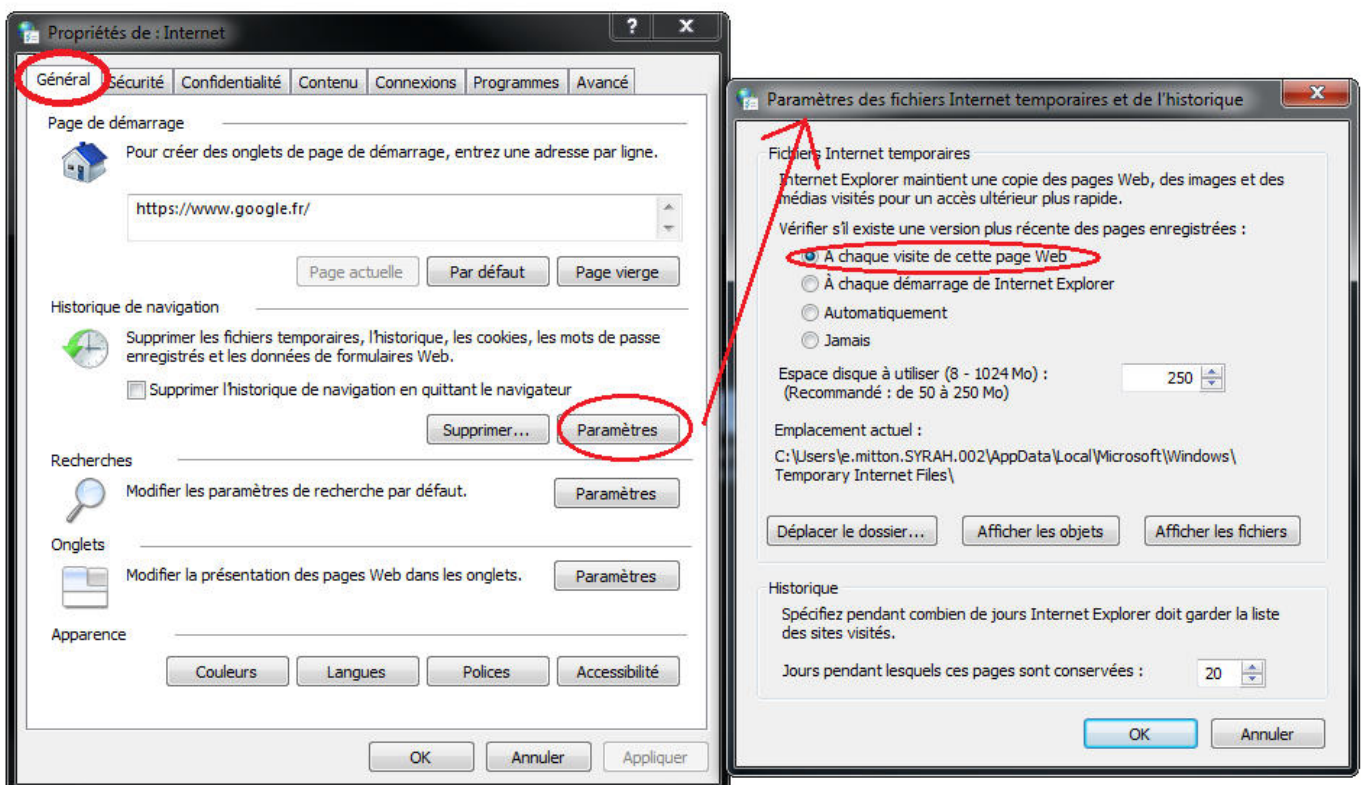 Propriétés de : Internet
Général Sécurité Confidentialité Contenu Connexions Programmes Avancé
Page de démarrage
Pour créer des onglets de page de démarrage, entrez une adresse par ligne.
https://www.google.fr/
Page actuelle Par défaut Page vierge
Historique de navigation
Supprimer les fichiers temporaires, l'historique, les cookies, les mots de passe
enregistrés et les données de formulaires Web.
Supprimer l'historique de navigation en quittant le navigateur
Supprimer... Paramètres
Recherches
Modifier les paramètres de recherche par défaut.
Paramètres
Onglets
Modifier la présentation des pages Web dans les onglets.
Paramètres
Apparence
Couleurs Langues Polices Accessibilité
OK Annuler Appliquer
Paramètres des fichiers Internet temporaires et de l'historique
Fichiers Internet temporaires
Internet Explorer maintient une copie des pages Web, des images et des
médias visités pour un accès ultérieur plus rapide.
Vérifier s'il existe une version plus récente des pages enregistrées :
À chaque visite de cette page Web
À chaque démarrage de Internet Explorer
Automatiquement
Jamais
Espace disque à utiliser (8 - 1024 Mo) :
(Recommandé : de 50 à 250 Mo)
250
Emplacement actuel :
C:\Users\e.mitton.SYRAH.002\AppData\Local\Microsoft\Windows\
Temporary Internet Files\
Déplacer le dossier... Afficher les objets Afficher les fichiers
Historique
Spécifiez pendant combien de jours Internet Explorer doit garder la liste
des sites visités.
Jours pendant lesquels ces pages sont conservées : 20
OK Annuler